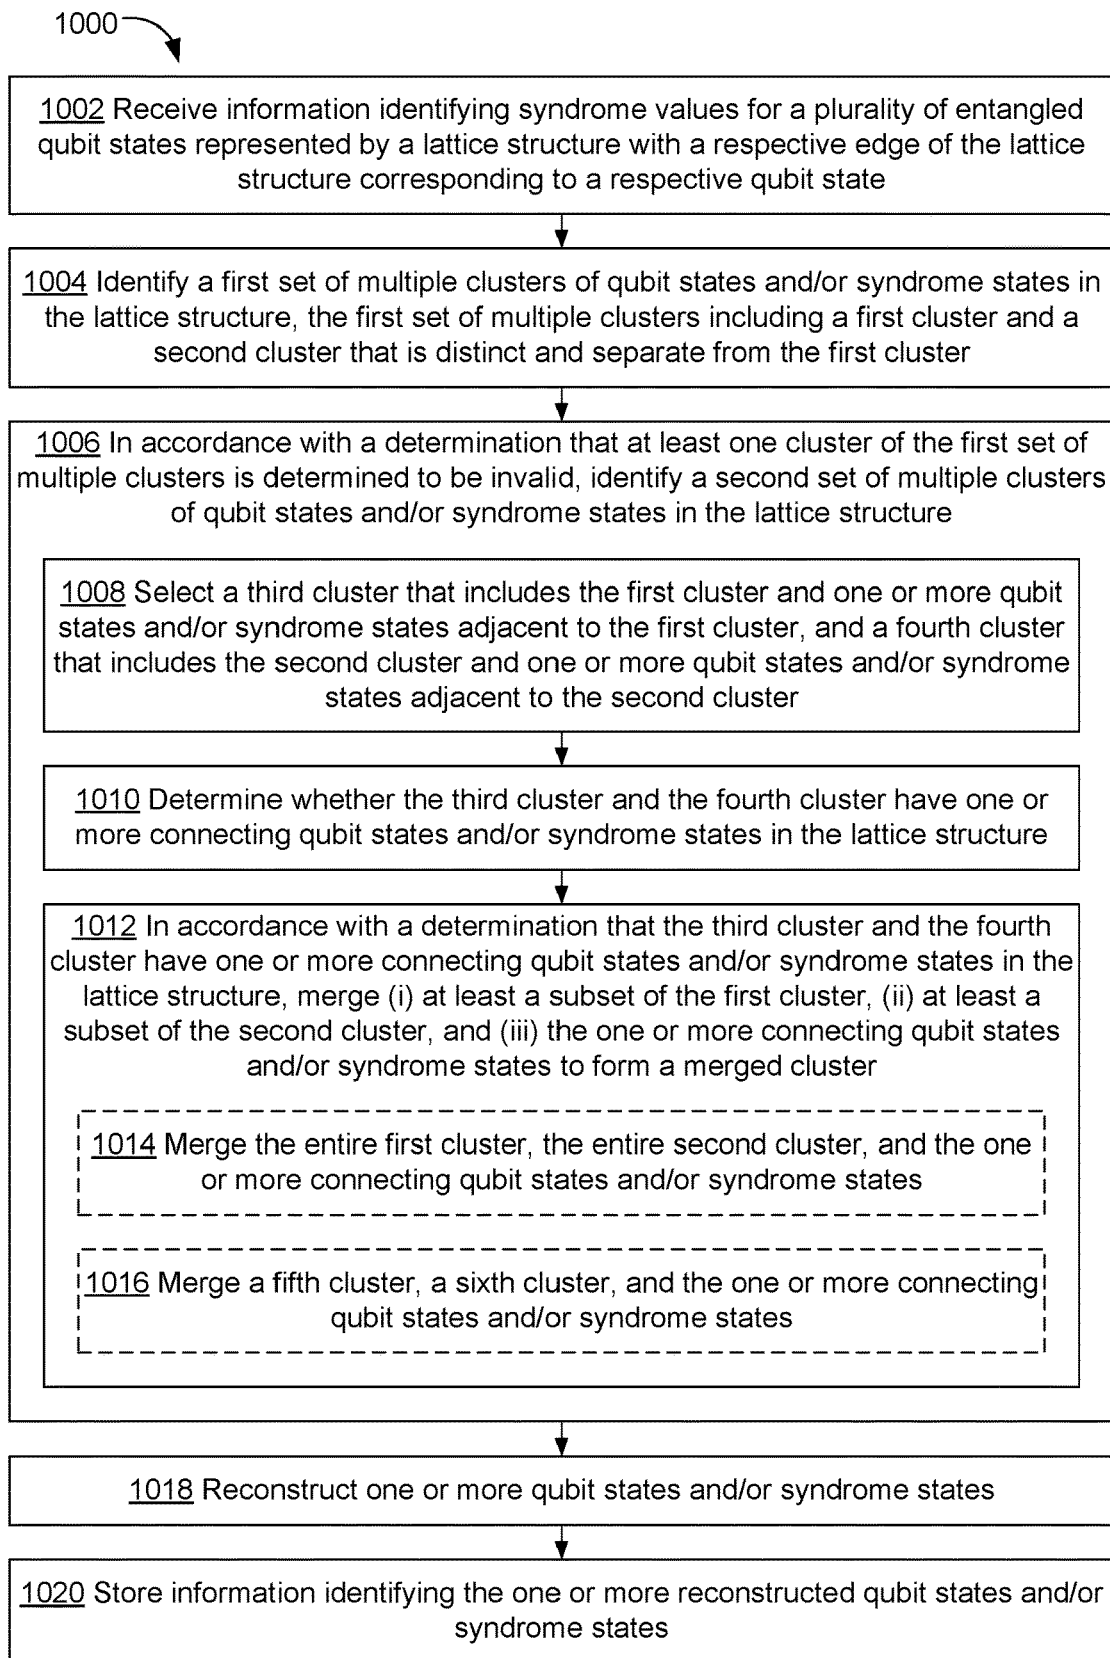 1000
1002 Receive information identifying syndrome values for a plurality of entangled
qubit states represented by a lattice structure with a respective edge of the lattice
structure corresponding to a respective qubit state
1004 Identify a first set of multiple clusters of qubit states and/or syndrome states in
the lattice structure, the first set of multiple clusters including a first cluster and a
second cluster that is distinct and separate from the first cluster
1006 In accordance with a determination that at least one cluster of the first set of
multiple clusters is determined to be invalid, identify a second set of multiple clusters
of qubit states and/or syndrome states in the lattice structure
1008 Select a third cluster that includes the first cluster and one or more qubit
states and/or syndrome states adjacent to the first cluster, and a fourth cluster
that includes the second cluster and one or more qubit states and/or syndrome
states adjacent to the second cluster
1010 Determine whether the third cluster and the fourth cluster have one or
more connecting qubit states and/or syndrome states in the lattice structure
1012 In accordance with a determination that the third cluster and the fourth
cluster have one or more connecting qubit states and/or syndrome states in the
lattice structure, merge (i) at least a subset of the first cluster, (ii) at least a
subset of the second cluster, and (iii) the one or more connecting qubit states
and/or syndrome states to form a merged cluster
1014 Merge the entire first cluster, the entire second cluster, and the one
or more connecting qubit states and/or syndrome states
1016 Merge a fifth cluster, a sixth cluster, and the one or more connecting
qubit states and/or syndrome states
1018 Reconstruct one or more qubit states and/or syndrome states
1020 Store information identifying the one or more reconstructed qubit states and/or
syndrome states